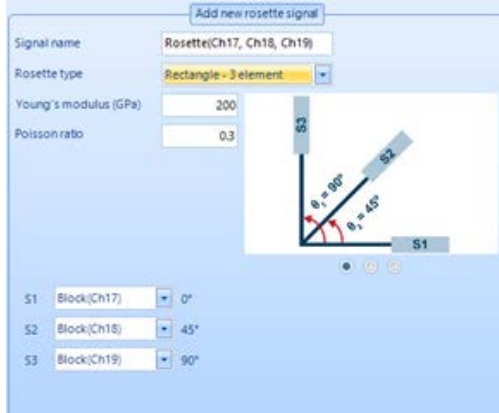 Add new rosette signal
Signal name Rosette(Ch17, Ch18, Ch19)
Rosette type Rectangle - 3 element
Young's modulus (GPa) 200
Poisson ratio 0.3
S3
S2
θ₃ = 90°
θ₂ = 45°
S1
S1 Block(Ch17) 0°
S2 Block(Ch18) 45°
S3 Block(Ch19) 90°